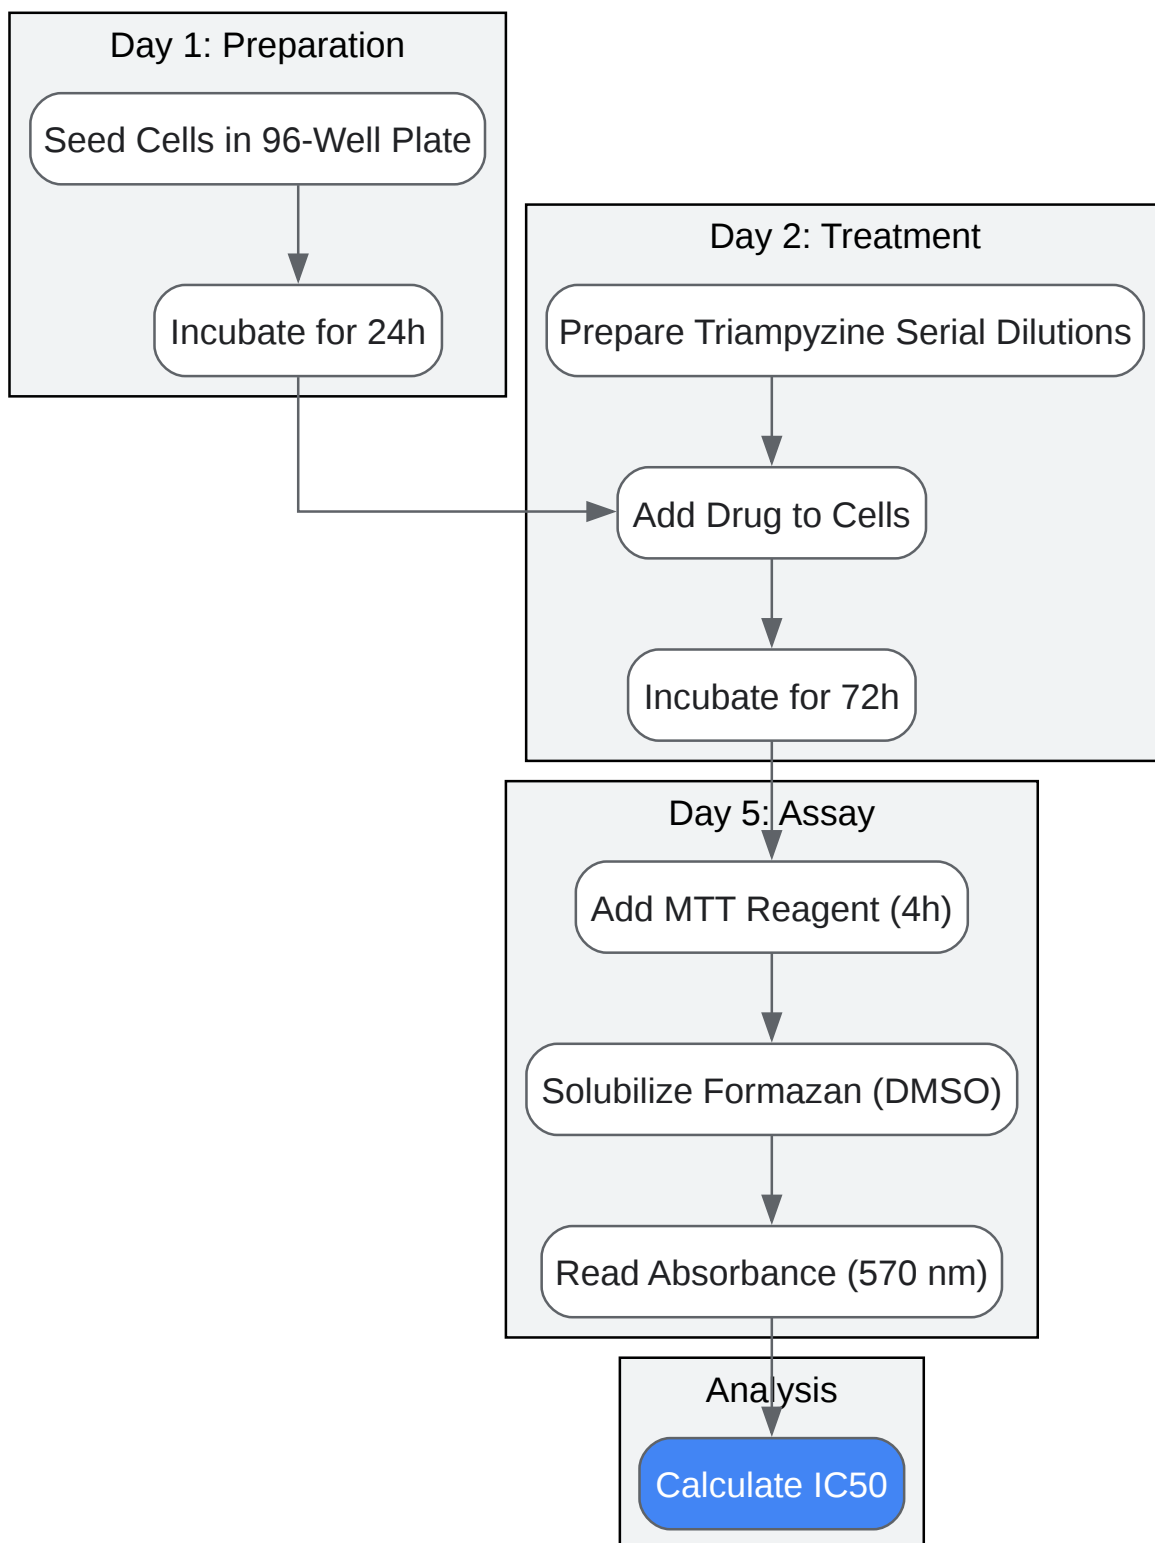 Day 1: Preparation
Seed Cells in 96-Well Plate
Incubate for 24h
Day 2: Treatment
Prepare Triampyzine Serial Dilutions
Add Drug to Cells
Incubate for 72h
Day 5: Assay
Add MTT Reagent (4h)
Solubilize Formazan (DMSO)
Read Absorbance (570 nm)
Analysis
Calculate IC50